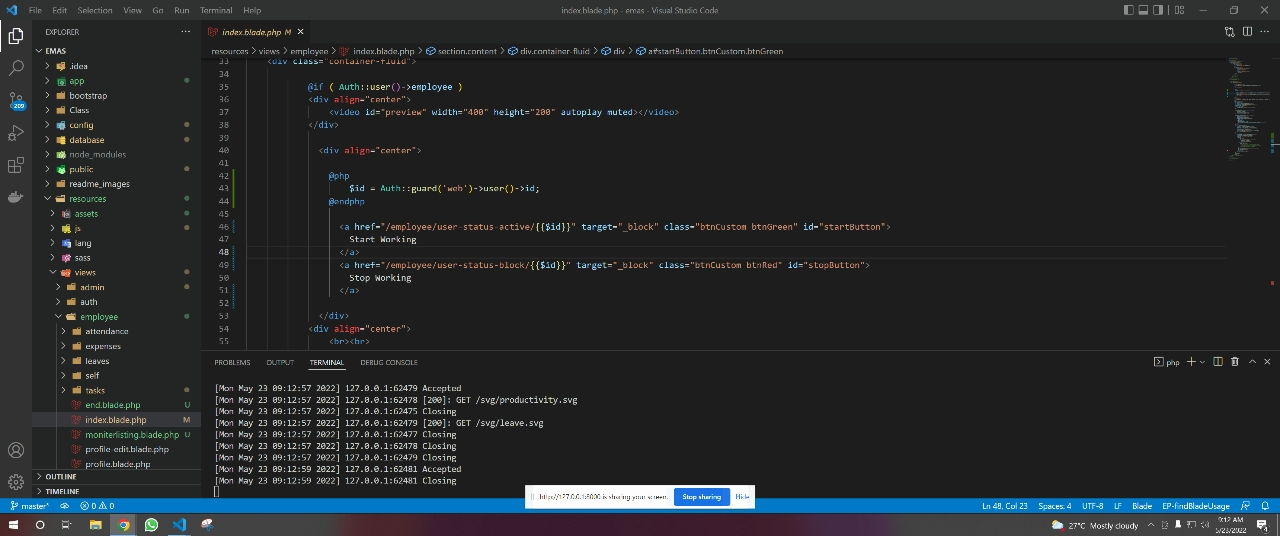 File Edit Selection View Go Run Terminal Help index.blade.php - emas - Visual Studio Code
EXPLORER
index.blade.php M
resources > views > employee > index.blade.php > section.content > div.container-fluid > div > a#startButton.btnCustom.btnGreen
EMAS
.idea
app
bootstrap
Class
config
database
node_modules
public
readme_images
resources
assets
js
lang
sass
views
admin
auth
employee
attendance
expenses
leaves
self
tasks
end.blade.php U
index.blade.php M
moniterlisting.blade.php U
profile-edit.blade.php
profile.blade.php
OUTLINE
TIMELINE
33 <div class="container-fluid">
34
35 @if ( Auth::user()->employee )
36 <div align="center">
37 <video id="preview" width="400" height="200" autoplay muted></video>
38 </div>
39
40 <div align="center">
41
42 @php
43 $id = Auth::guard('web')->user()->id;
44 @endphp
45
46 <a href="/employee/user-status-active/{{$id}}" target="_block" class="btnCustom btnGreen" id="startButton">
47 Start Working
48 </a>
49 <a href="/employee/user-status-block/{{$id}}" target="_block" class="btnCustom btnRed" id="stopButton">
50 Stop Working
51 </a>
52
53 </div>
54 <div align="center">
55 <br><br>
PROBLEMS OUTPUT TERMINAL DEBUG CONSOLE php
[Mon May 23 09:12:57 2022] 127.0.0.1:62479 Accepted
[Mon May 23 09:12:57 2022] 127.0.0.1:62478 [200]: GET /svg/productivity.svg
[Mon May 23 09:12:57 2022] 127.0.0.1:62475 Closing
[Mon May 23 09:12:57 2022] 127.0.0.1:62479 [200]: GET /svg/leave.svg
[Mon May 23 09:12:57 2022] 127.0.0.1:62477 Closing
[Mon May 23 09:12:57 2022] 127.0.0.1:62478 Closing
[Mon May 23 09:12:57 2022] 127.0.0.1:62479 Closing
[Mon May 23 09:12:59 2022] 127.0.0.1:62481 Accepted
[Mon May 23 09:12:59 2022] 127.0.0.1:62481 Closing
http://127.0.0.1:8000 is sharing your screen. Stop sharing Hide
209
master* 0 0 Ln 48, Col 23 Spaces: 4 UTF-8 LF Blade EP-findBladeUsage
27°C Mostly cloudy 9:12 AM
5/23/2022
4